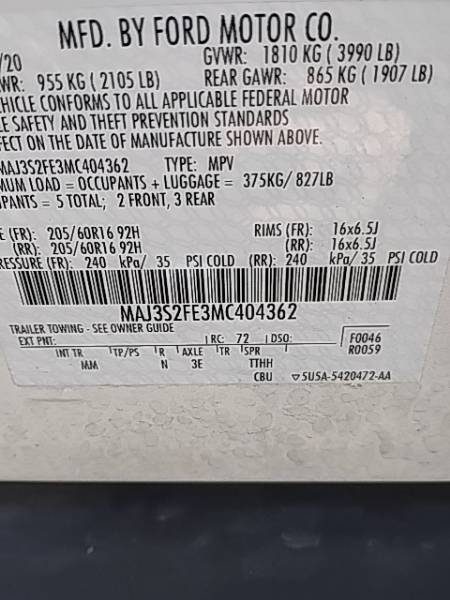 MFD. BY FORD MOTOR CO.
/20 GVWR: 1810 KG ( 3990 LB)
WR: 955 KG ( 2105 LB) REAR GAWR: 865 KG ( 1907 LB)
EHICLE CONFORMS TO ALL APPLICABLE FEDERAL MOTOR
LE SAFETY AND THEFT PREVENTION STANDARDS
FECT ON THE DATE OF MANUFACTURE SHOWN ABOVE.
MAJ3S2FE3MC404362 TYPE: MPV
MUM LOAD = OCCUPANTS + LUGGAGE = 375KG/ 827LB
PANTS = 5 TOTAL; 2 FRONT, 3 REAR
E (FR): 205/60R16 92H RIMS (FR): 16x6.5J
(RR): 205/60R16 92H (RR): 16x6.5J
RESSURE (FR): 240 kPa/ 35 PSI COLD (RR): 240 kPa/ 35 PSI COLD
MAJ3S2FE3MC404362
TRAILER TOWING - SEE OWNER GUIDE
EXT PNT: RC: 72 DSO: F0046
R0059
INT TR TP/PS R AXLE TR SPR
MM N 3E TTHH
CBU ▽5U5A-5420472-AA